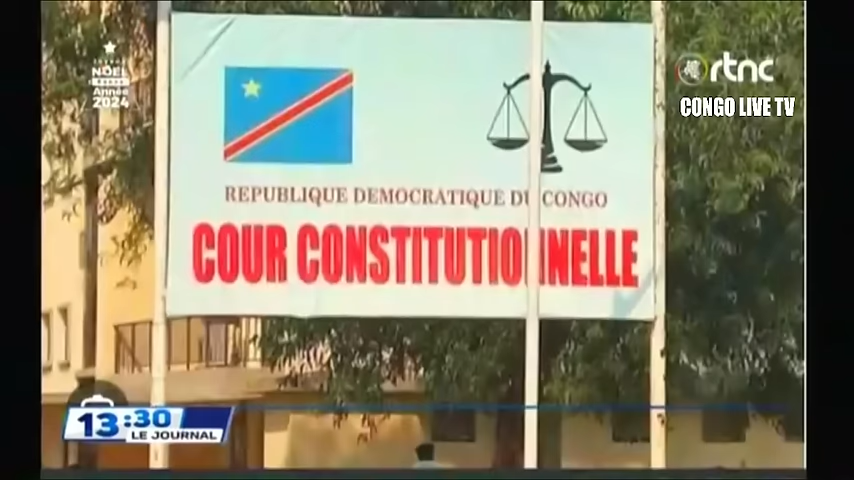 NOËL
Année
2024
rtnc
CONGO LIVE TV
REPUBLIQUE DEMOCRATIQUE DU CONGO
COUR CONSTITUTIONNELLE
13:30
LE JOURNAL